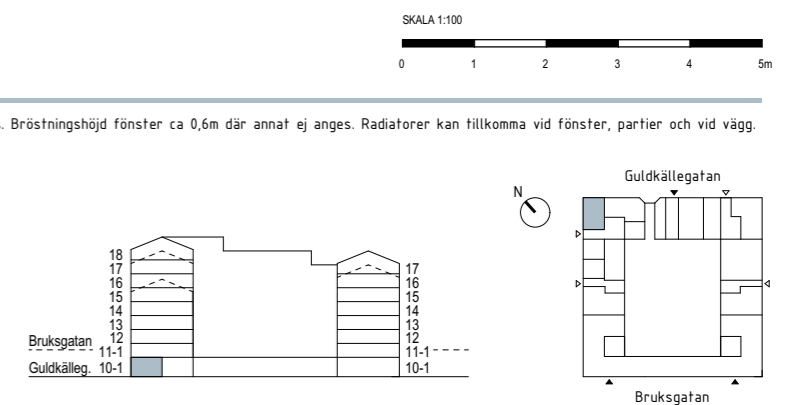 SKALA 1:100
0 1 2 3 4 5m
s. Bröstningshöjd fönster ca 0,6m där annat ej anges. Radiatorer kan tillkomma vid fönster, partier och vid vägg.
Guldkällegatan
N
18
17 17
16 16
15 15
14 14
13 13
12 12
Bruksgatan
11-1 11-1
Guldkälleg. 10-1 10-1
Bruksgatan